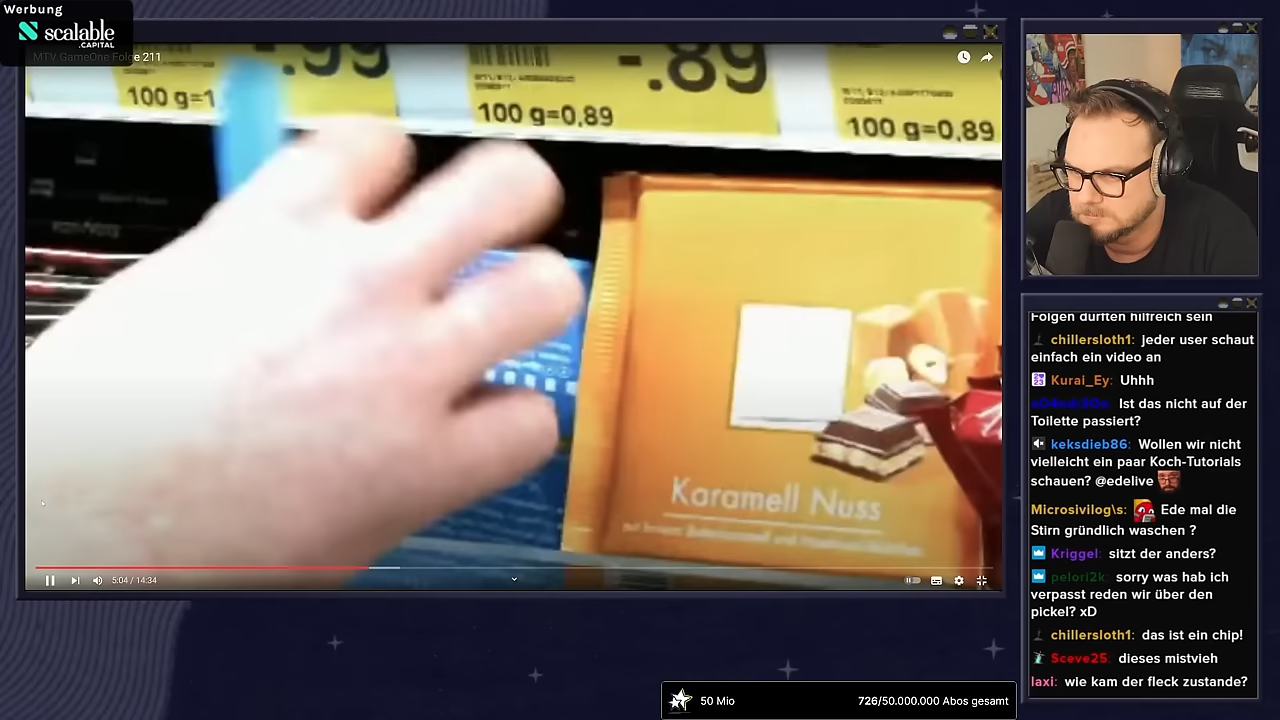 Werbung
scalable
.CAPITAL
MTV GameOne Folge 211
-.99
-.89
100 g=1
100 g=0,89
100 g=0,89
Karamell Nuss
5:04 / 14:34
Folgen dürften hilfreich sein
chillersloth1: jeder user schaut
einfach ein video an
Kurai_Ey: Uhhh
Ist das nicht auf der
Toilette passiert?
keksdieb86: Wollen wir nicht
vielleicht ein paar Koch-Tutorials
schauen? @edelive
Microsivilog\s: Ede mal die
Stirn gründlich waschen ?
Kriggel: sitzt der anders?
pelori2k: sorry was hab ich
verpasst reden wir über den
pickel? xD
chillersloth1: das ist ein chip!
Sceve25: dieses mistvieh
laxi: wie kam der fleck zustande?
50 Mio
726/50.000.000 Abos gesamt